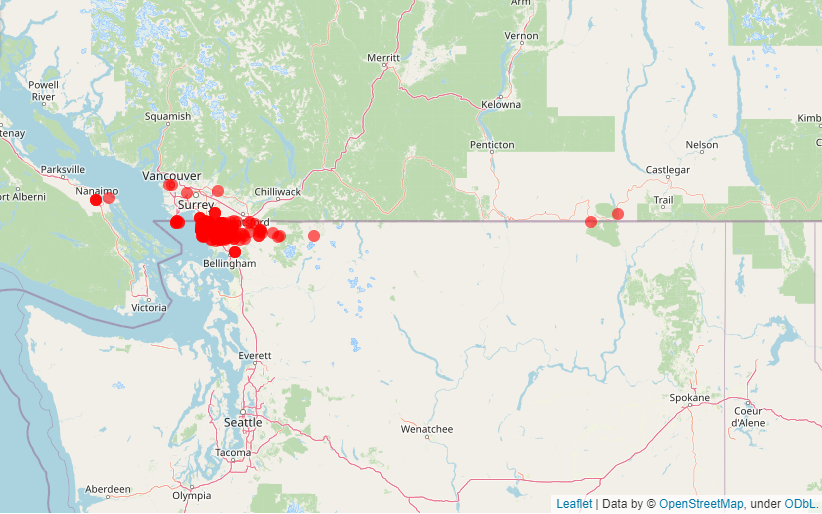 Arm
Vernon
Merritt
Powell
River
Kelowna
Squamish
tenay
Kimb
Penticton
Nelson
Parksville
Castlegar
Vancouver
Nanaimo
Chilliwack
ort Alberni
Surrey
Trail
rd
Bellingham
Victoria
Everett
Spokane
Coeur
d'Alene
Seattle
Wenatchee
Tacoma
Aberdeen
Olympia
Leaflet | Data by © OpenStreetMap, under ODbL.